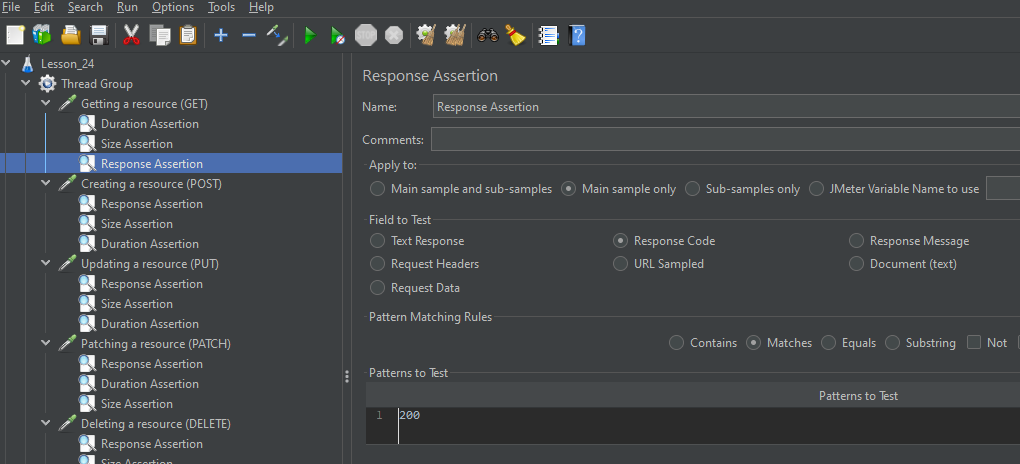 File Edit Search Run Options Tools Help
STOP
Lesson_24
Thread Group
Getting a resource (GET)
Duration Assertion
Size Assertion
Response Assertion
Creating a resource (POST)
Response Assertion
Size Assertion
Duration Assertion
Updating a resource (PUT)
Response Assertion
Size Assertion
Duration Assertion
Patching a resource (PATCH)
Response Assertion
Duration Assertion
Size Assertion
Deleting a resource (DELETE)
Response Assertion
Size Assertion
Response Assertion
Name: Response Assertion
Comments:
Apply to:
Main sample and sub-samples Main sample only Sub-samples only JMeter Variable Name to use
Field to Test
Text Response Response Code Response Message
Request Headers URL Sampled Document (text)
Request Data
Pattern Matching Rules
Contains Matches Equals Substring Not
Patterns to Test
Patterns to Test
1 200